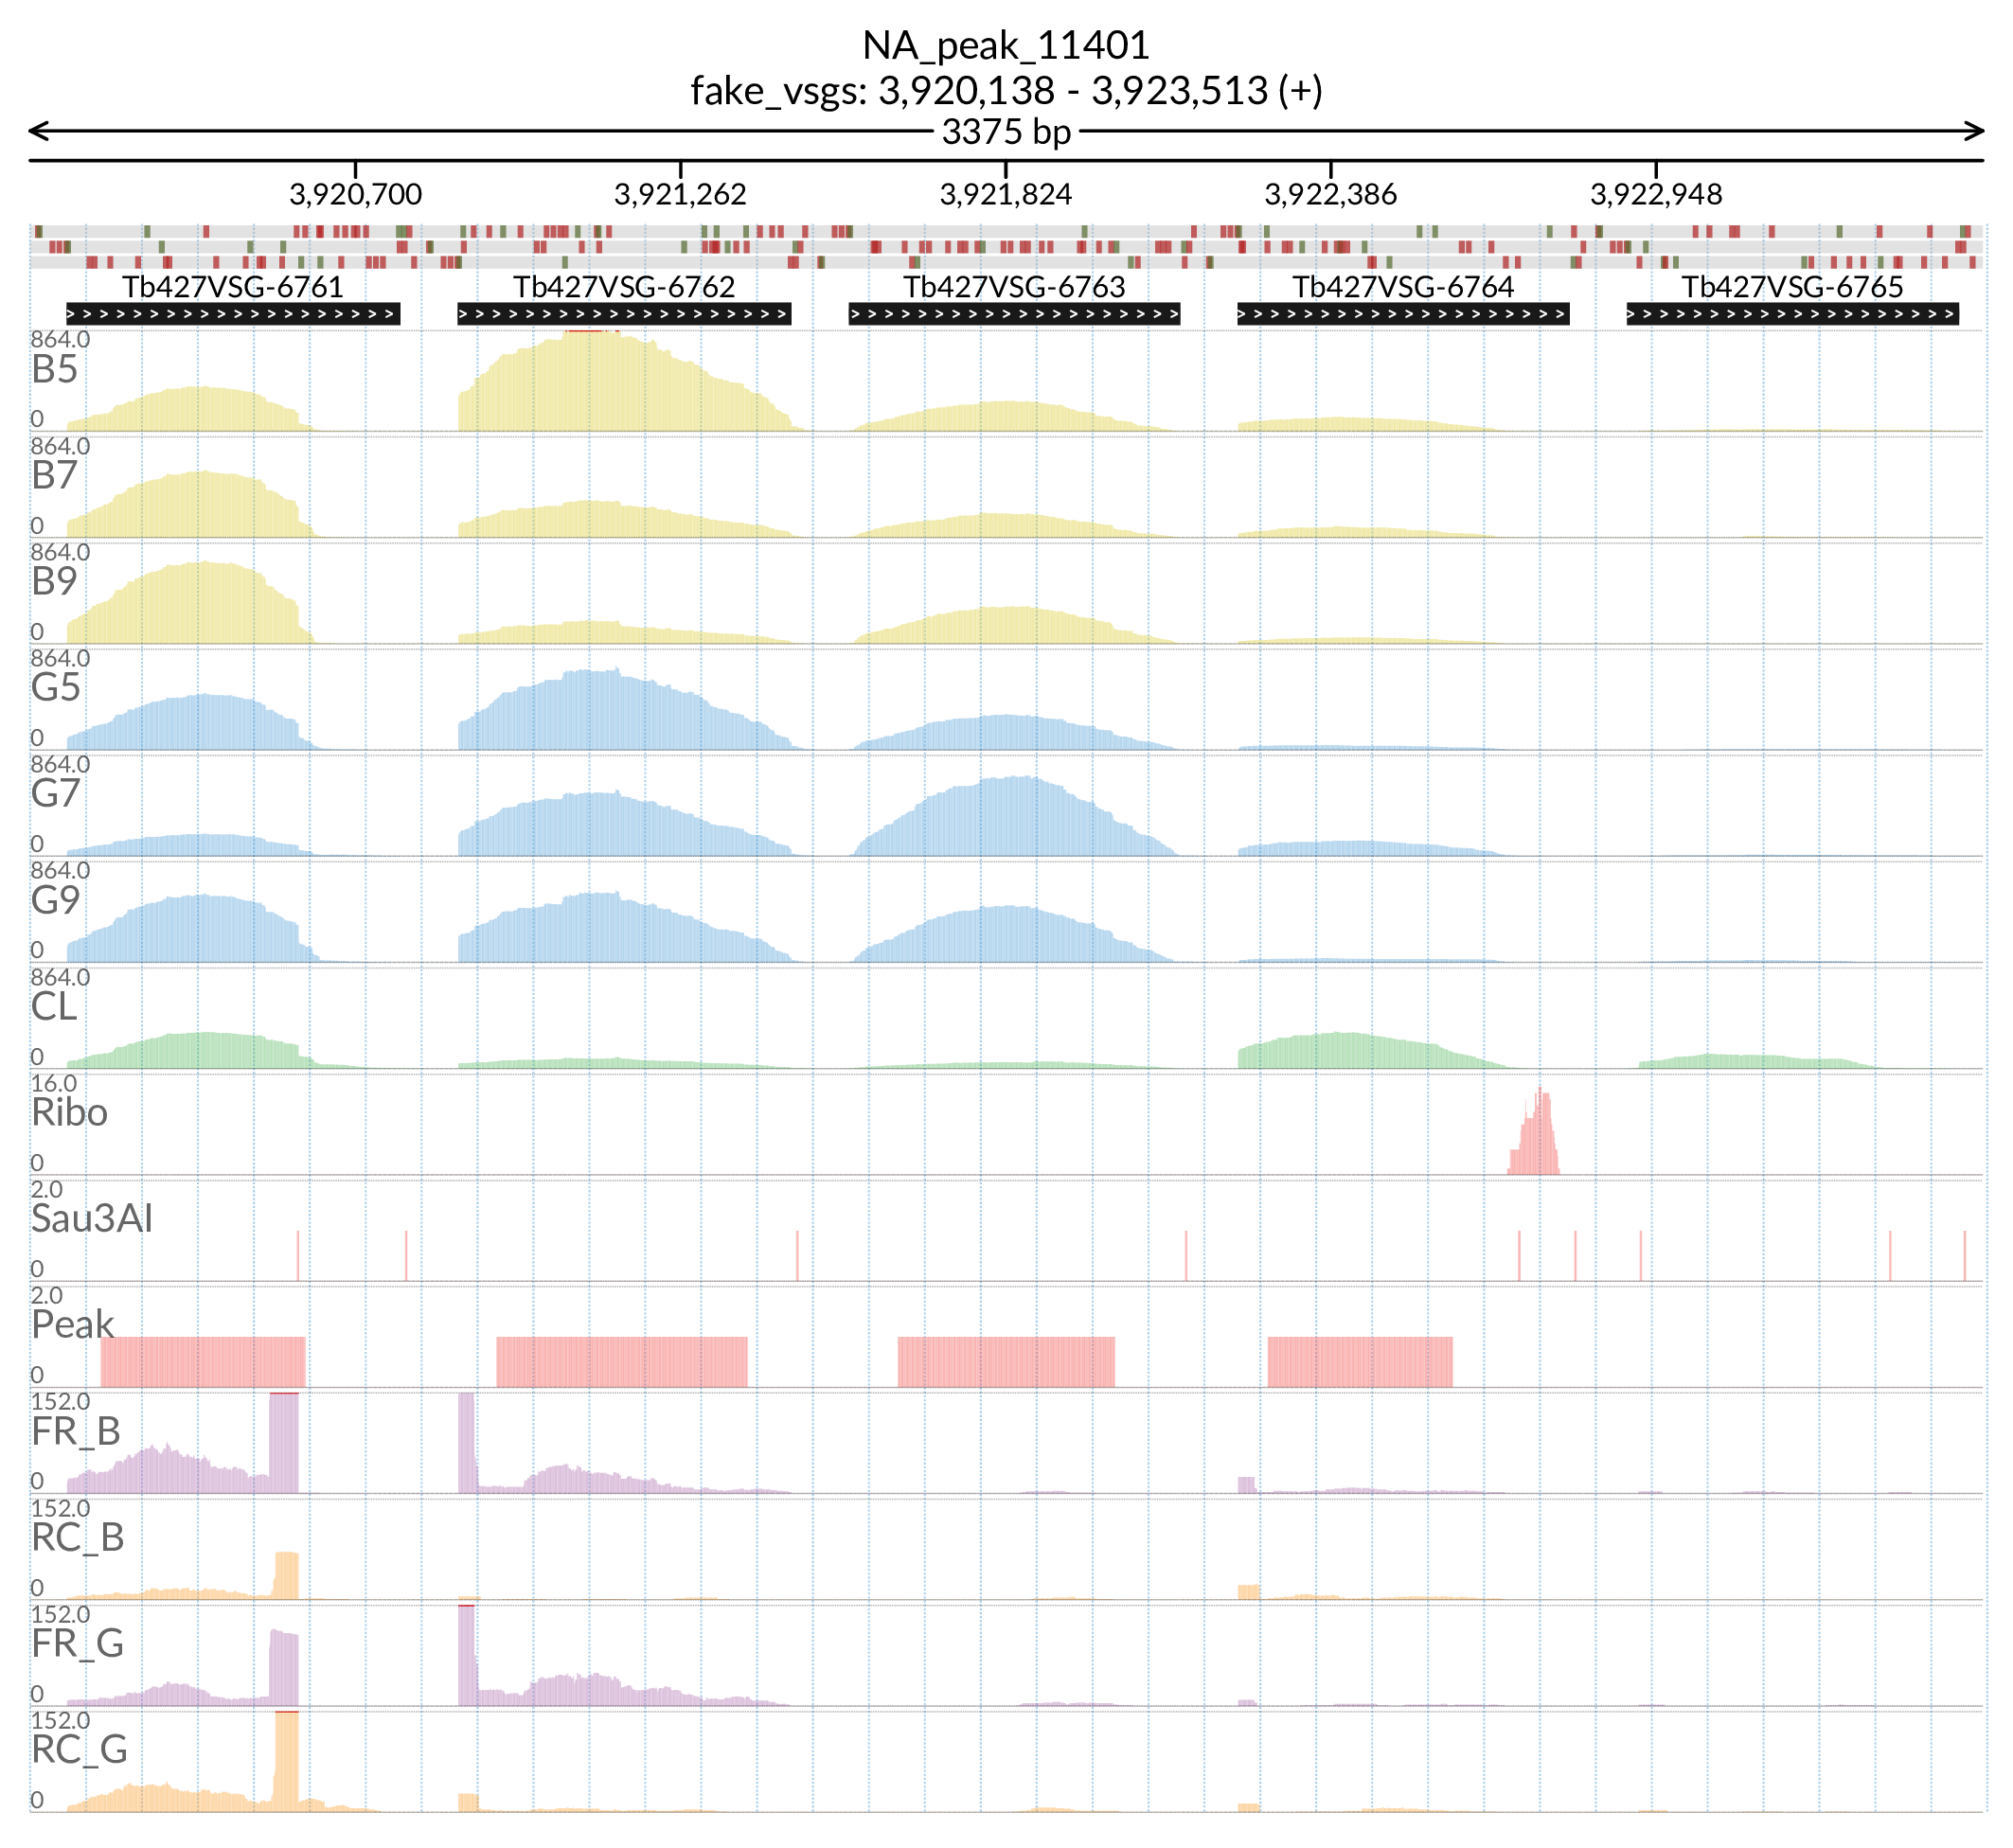 NA_peak_11401
fake_vsgs: 3,920,138 - 3,923,513 (+)
3375 bp
3,920,700 3,921,262 3,921,824 3,922,386 3,922,948
Tb427VSG-6761 Tb427VSG-6762 Tb427VSG-6763 Tb427VSG-6764 Tb427VSG-6765
864.0
B5
0
864.0
B7
0
864.0
B9
0
864.0
G5
0
864.0
G7
0
864.0
G9
0
864.0
CL
0
16.0
Ribo
0
2.0
Sau3AI
0
2.0
Peak
0
152.0
FR_B
0
152.0
RC_B
0
152.0
FR_G
0
152.0
RC_G
0